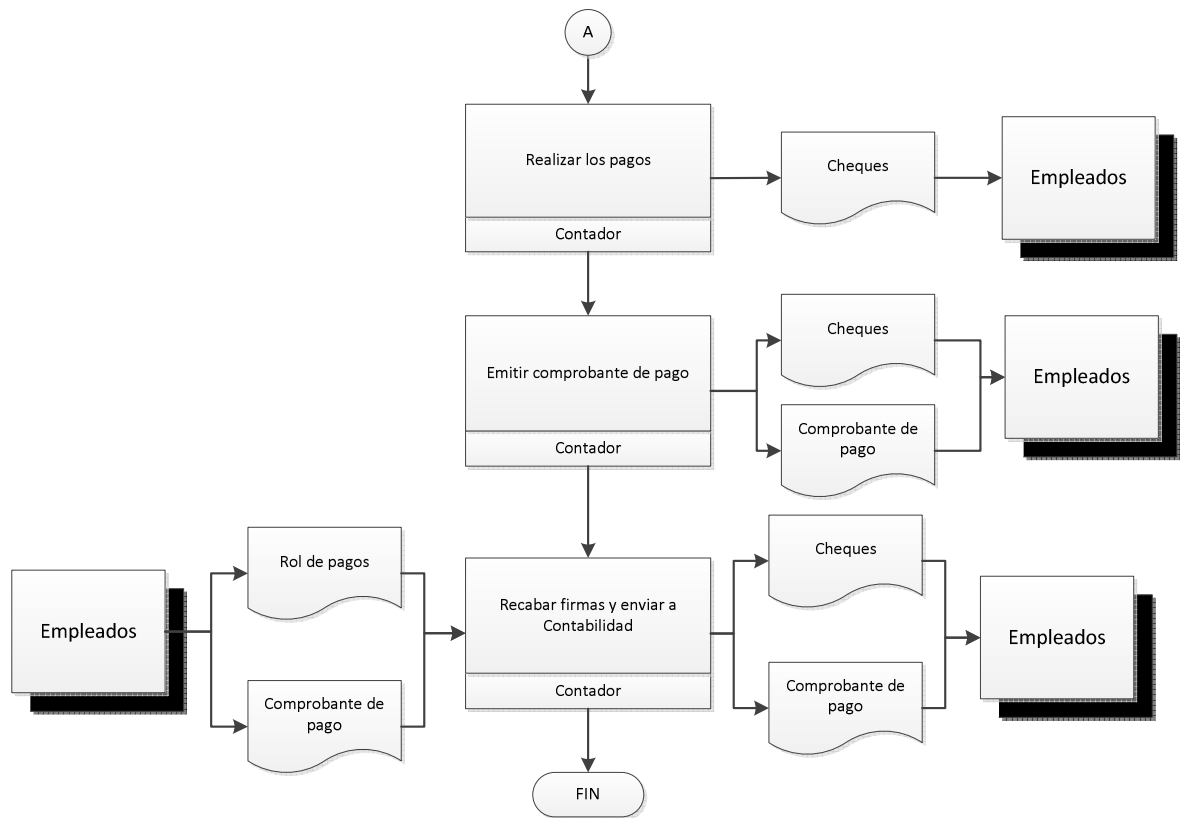 A
Realizar los pagos
Contador
Cheques
Empleados
Emitir comprobante de pago
Contador
Cheques
Comprobante de
pago
Empleados
Empleados
Rol de pagos
Comprobante de
pago
Recabar firmas y enviar a
Contabilidad
Contador
Cheques
Comprobante de
pago
Empleados
FIN